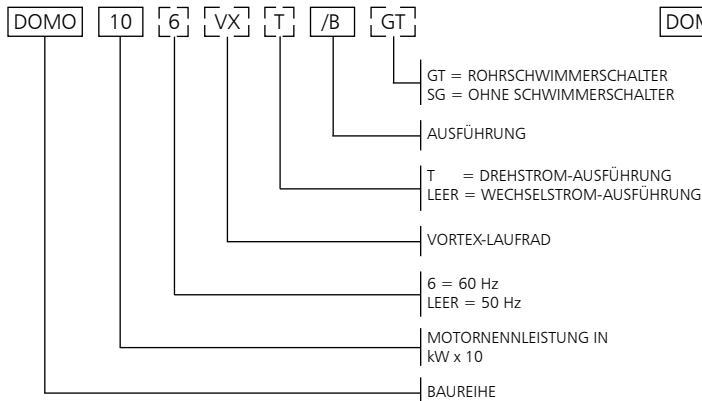 DOMO 10 6 VX T /B GT DOM
GT = ROHRSCHWIMMERSCHALTER
SG = OHNE SCHWIMMERSCHALTER
AUSFÜHRUNG
T = DREHSTROM-AUSFÜHRUNG
LEER = WECHSELSTROM-AUSFÜHRUNG
VORTEX-LAUFRAD
6 = 60 Hz
LEER = 50 Hz
MOTORNENNLEISTUNG IN
kW x 10
BAUREIHE